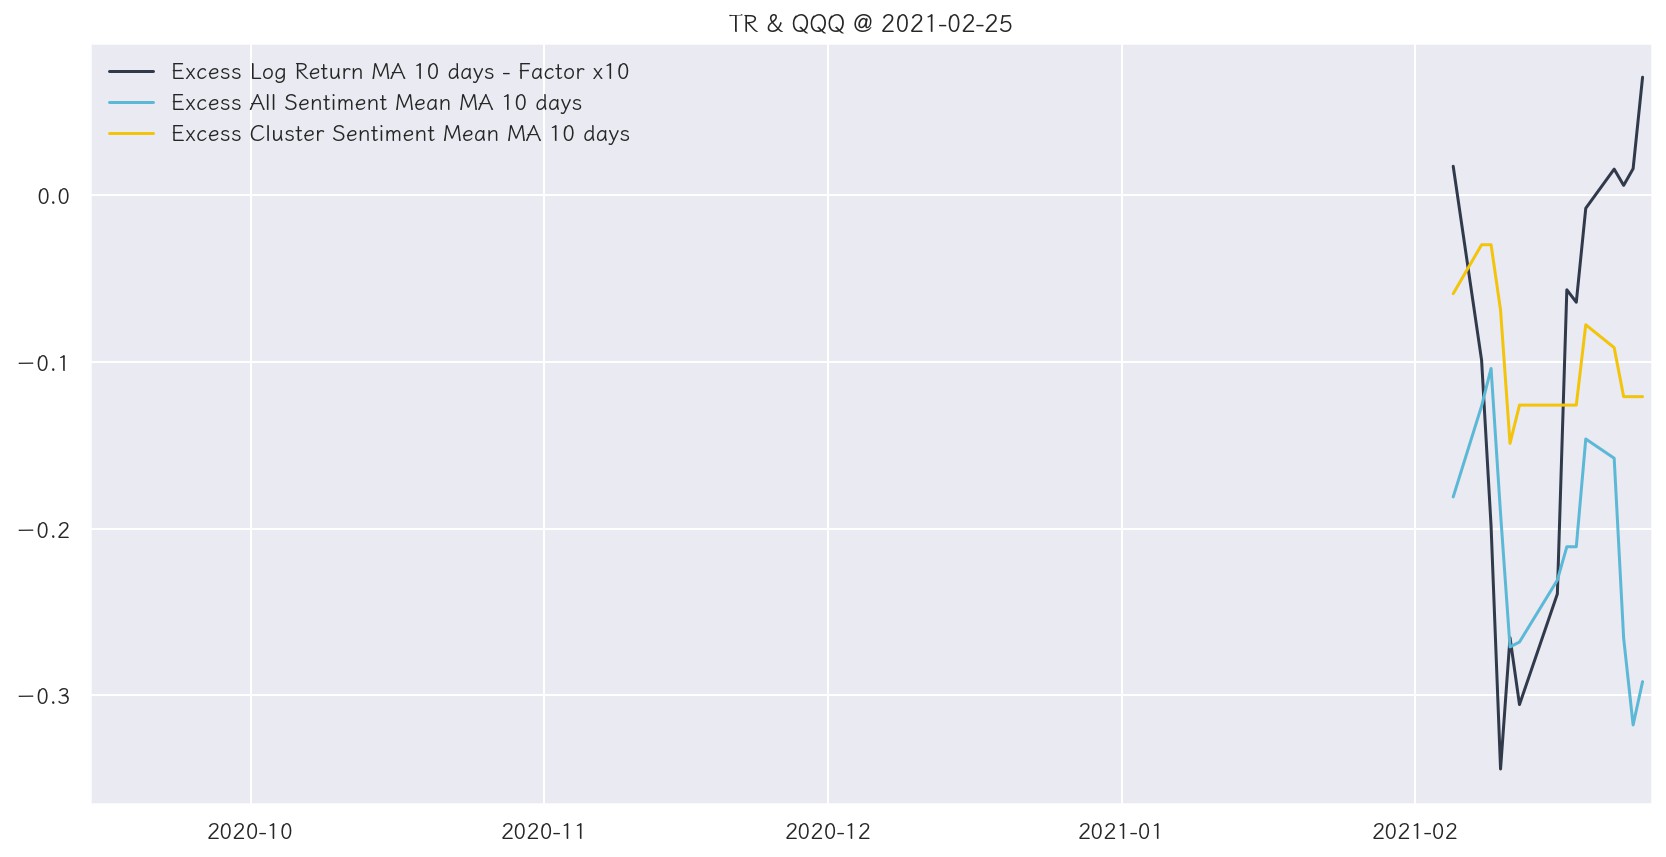 TR & QQQ @ 2021-02-25
Excess Log Return MA 10 days - Factor x10
Excess All Sentiment Mean MA 10 days
Excess Cluster Sentiment Mean MA 10 days
0.0
−0.1
−0.2
−0.3
2020-10 2020-11 2020-12 2021-01 2021-02